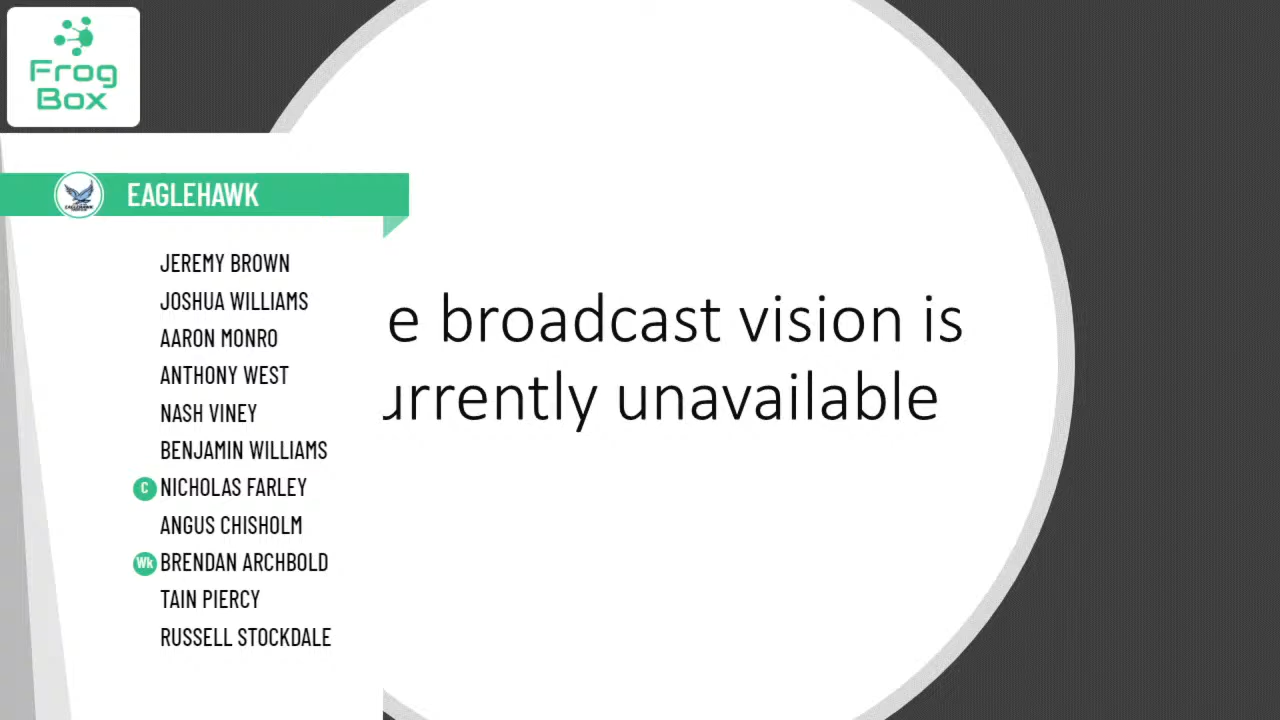 Frog
Box
EAGLEHAWK
JEREMY BROWN
JOSHUA WILLIAMS
AARON MONRO
ANTHONY WEST
NASH VINEY
BENJAMIN WILLIAMS
C NICHOLAS FARLEY
ANGUS CHISHOLM
Wk BRENDAN ARCHBOLD
TAIN PIERCY
RUSSELL STOCKDALE
e broadcast vision is
urrently unavailable